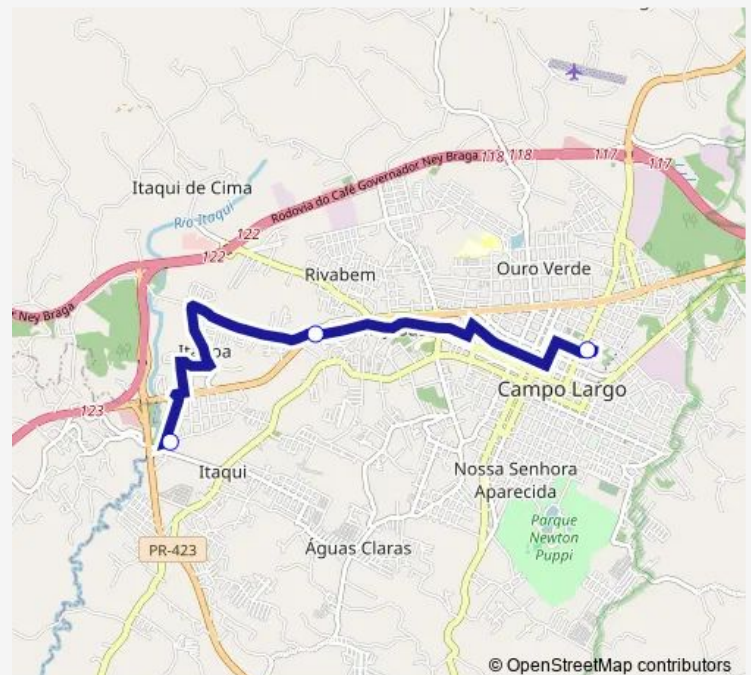 Itaqui de Cima
Rio Itaqui
Rodovia do Café Governador Ney Braga
118 118
117
117
122
122
Rivabem
Ouro Verde
Ney Braga
123
Campo Largo
Itaqui
Nossa Senhora
Aparecida
Parque
Newton
Puppi
PR-423
Águas Claras
© OpenStreetMap contributors